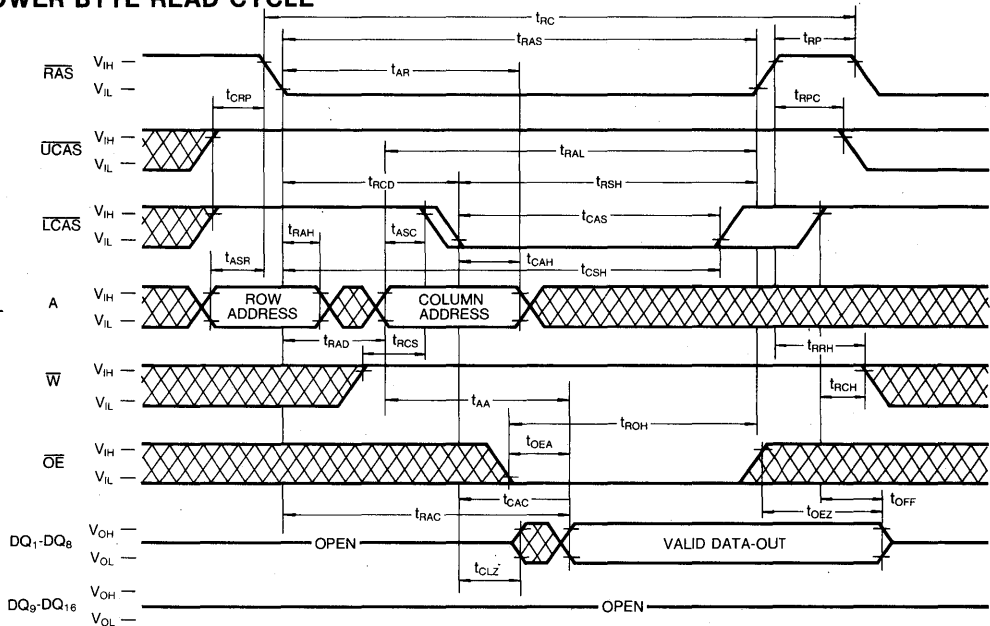 OWER BYTE READ CYCLE
tRC
tRAS
tRP
tAR
RAS
VIH
VIL
tCRP
tRPC
UCAS
VIH
VIL
tRAL
tRCD
tRSH
LCAS
VIH
VIL
tCAS
tRAH
tASC
tASR
tCAH
tCSH
A
VIH
VIL
ROW ADDRESS
COLUMN ADDRESS
tRAD
tRCS
tRRH
W
VIH
VIL
tRCH
tAA
tROH
tOEA
OE
VIH
VIL
tCAC
tOFF
tRAC
tOEZ
DQ1-DQ8
VOH
VOL
OPEN
VALID DATA-OUT
tCLZ
DQ9-DQ16
VOH
VOL
OPEN